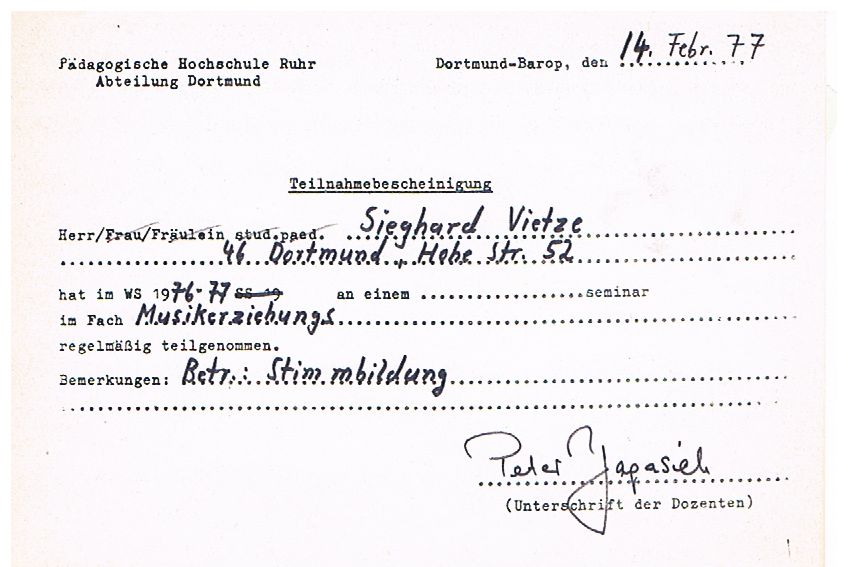 Pädagogische Hochschule Ruhr
Abteilung Dortmund
Dortmund-Barop, den 14. Febr. 77
Teilnahmebescheinigung
Herr/Frau/Fräulein stud.paed. Sieghard Vietze
46 Dortmund, Hohe Str. 52
hat im WS 1976-77 SS 19 an einem ....................seminar
im Fach Musikerziehungs
regelmäßig teilgenommen.
Bemerkungen: Betr.: Stimmbildung
Peter
(Unterschrift der Dozenten)